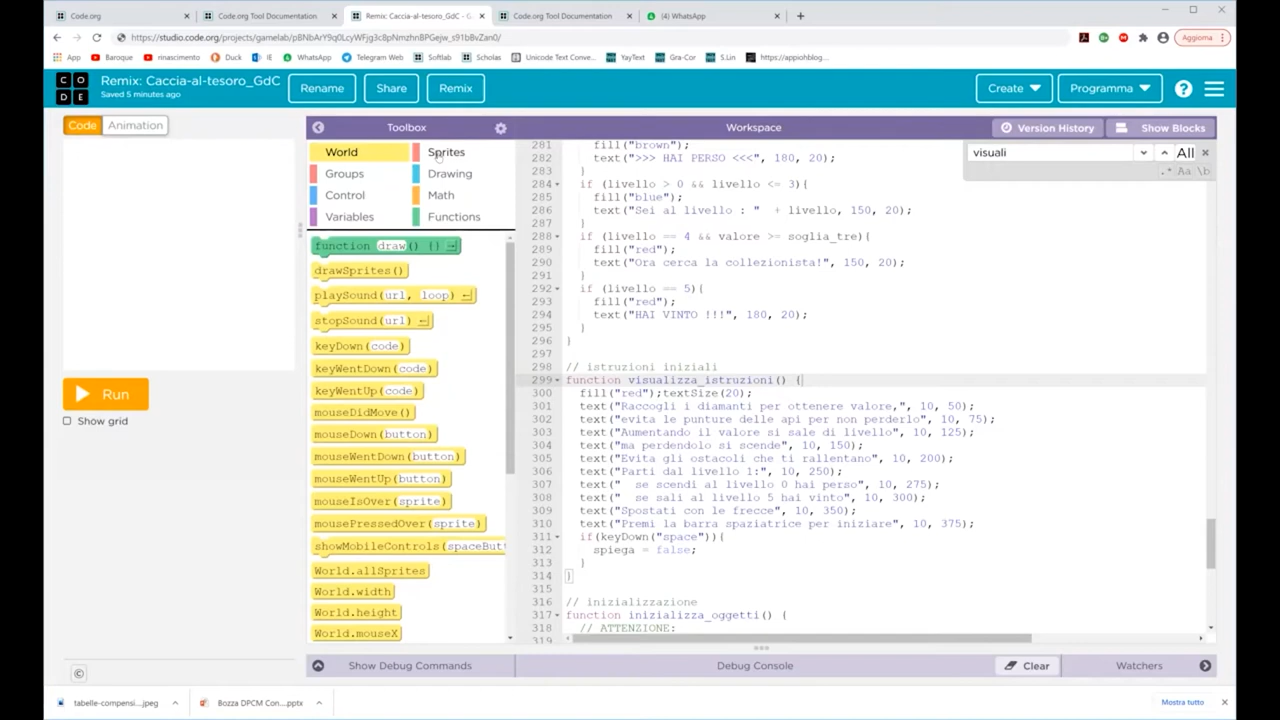 Code.org
Code.org Tool Documentation
Remix: Caccia-al-tesoro_GdC - G
Code.org Tool Documentation
(4) WhatsApp
https://studio.code.org/projects/gamelab/pBNbArY9q0LcyWFjg3c8pNmzhnBPGejw_s91bBvZan0/
Aggiorna
App
Baroque
rinascimento
Duck
IE
WhatsApp
Telegram Web
Softlab
Scholas
Unicode Text Conver...
YayText
Gra-Cor
S.Lin
https://appiohblog....
CODE
Remix: Caccia-al-tesoro_GdC
Saved 5 minutes ago
Rename
Share
Remix
Create
Programma
?
Code
Animation
Toolbox
Workspace
Version History
Show Blocks
World
Sprites
Groups
Drawing
Control
Math
Variables
Functions
function draw() {}
drawSprites()
playSound(url, loop)
stopSound(url)
keyDown(code)
keyWentDown(code)
keyWentUp(code)
mouseDidMove()
mouseDown(button)
mouseWentDown(button)
mouseWentUp(button)
mouseIsOver(sprite)
mousePressedOver(sprite)
showMobileControls(spaceButt
World.allSprites
World.width
World.height
World.mouseX
Run
Show grid
visuali
All
.* Aa \b
281 fill("brown");
282 text(">>> HAI PERSO <<<", 180, 20);
283 }
284 if (livello > 0 && livello <= 3){
285 fill("blue");
286 text("Sei al livello : " + livello, 150, 20);
287 }
288 if (livello == 4 && valore >= soglia_tre){
289 fill("red");
290 text("Ora cerca la collezionista!", 150, 20);
291 }
292 if (livello == 5){
293 fill("red");
294 text("HAI VINTO !!!", 180, 20);
295 }
296 }
297
298 // istruzioni iniziali
299 function visualizza_istruzioni() {
300 fill("red");textSize(20);
301 text("Raccogli i diamanti per ottenere valore,", 10, 50);
302 text("evita le punture delle api per non perderlo", 10, 75);
303 text("Aumentando il valore si sale di livello", 10, 125);
304 text("ma perdendolo si scende", 10, 150);
305 text("Evita gli ostacoli che ti rallentano", 10, 200);
306 text("Parti dal livello 1:", 10, 250);
307 text("  se scendi al livello 0 hai perso", 10, 275);
308 text("  se sali al livello 5 hai vinto", 10, 300);
309 text("Spostati con le frecce", 10, 350);
310 text("Premi la barra spaziatrice per iniziare", 10, 375);
311 if(keyDown("space")){
312 spiega = false;
313 }
314 }
315
316 // inizializzazione
317 function inizializza_oggetti() {
318 // ATTENZIONE:
319
©
Show Debug Commands
Debug Console
Clear
Watchers
tabelle-compensi....jpeg
Bozza DPCM Con....pptx
Mostra tutto